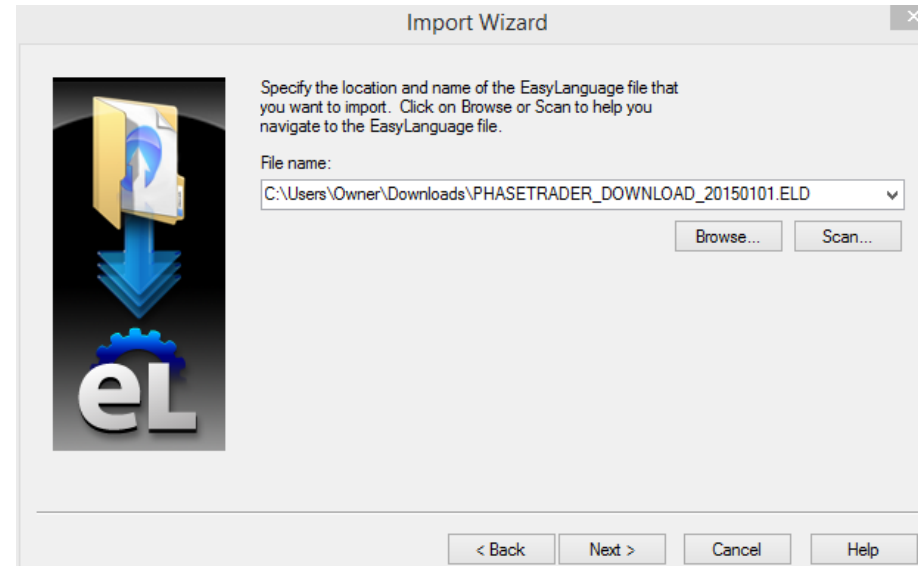 Import Wizard
Specify the location and name of the EasyLanguage file that
you want to import. Click on Browse or Scan to help you
navigate to the EasyLanguage file.
File name:
C:\Users\Owner\Downloads\PHASETRADER_DOWNLOAD_20150101.ELD
Browse... Scan...
eL
< Back Next > Cancel Help